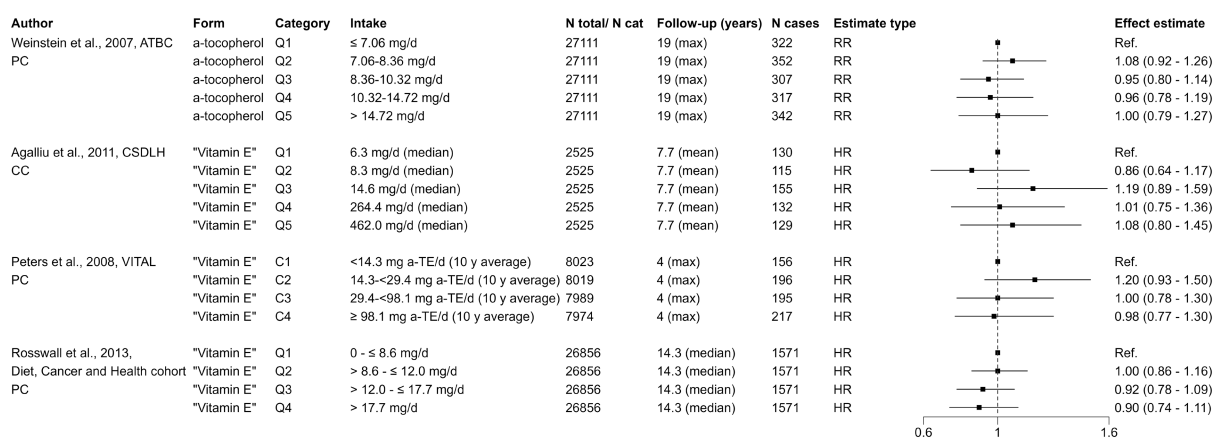 Author Form Category Intake N total/ N cat Follow-up (years) N cases Estimate type Effect estimate
Weinstein et al., 2007, ATBC a-tocopherol Q1 ≤ 7.06 mg/d 27111 19 (max) 322 RR Ref.
PC a-tocopherol Q2 7.06-8.36 mg/d 27111 19 (max) 352 RR 1.08 (0.92 - 1.26)
a-tocopherol Q3 8.36-10.32 mg/d 27111 19 (max) 307 RR 0.95 (0.80 - 1.14)
a-tocopherol Q4 10.32-14.72 mg/d 27111 19 (max) 317 RR 0.96 (0.78 - 1.19)
a-tocopherol Q5 > 14.72 mg/d 27111 19 (max) 342 RR 1.00 (0.79 - 1.27)
Agalliu et al., 2011, CSDLH "Vitamin E" Q1 6.3 mg/d (median) 2525 7.7 (mean) 130 HR Ref.
CC "Vitamin E" Q2 8.3 mg/d (median) 2525 7.7 (mean) 115 HR 0.86 (0.64 - 1.17)
"Vitamin E" Q3 14.6 mg/d (median) 2525 7.7 (mean) 155 HR 1.19 (0.89 - 1.59)
"Vitamin E" Q4 264.4 mg/d (median) 2525 7.7 (mean) 132 HR 1.01 (0.75 - 1.36)
"Vitamin E" Q5 462.0 mg/d (median) 2525 7.7 (mean) 129 HR 1.08 (0.80 - 1.45)
Peters et al., 2008, VITAL "Vitamin E" C1 <14.3 mg a-TE/d (10 y average) 8023 4 (max) 156 HR Ref.
PC "Vitamin E" C2 14.3-<29.4 mg a-TE/d (10 y average) 8019 4 (max) 196 HR 1.20 (0.93 - 1.50)
"Vitamin E" C3 29.4-<98.1 mg a-TE/d (10 y average) 7989 4 (max) 195 HR 1.00 (0.78 - 1.30)
"Vitamin E" C4 ≥ 98.1 mg a-TE/d (10 y average) 7974 4 (max) 217 HR 0.98 (0.77 - 1.30)
Rosswall et al., 2013, "Vitamin E" Q1 0 - ≤ 8.6 mg/d 26856 14.3 (median) 1571 HR Ref.
Diet, Cancer and Health cohort "Vitamin E" Q2 > 8.6 - ≤ 12.0 mg/d 26856 14.3 (median) 1571 HR 1.00 (0.86 - 1.16)
PC "Vitamin E" Q3 > 12.0 - ≤ 17.7 mg/d 26856 14.3 (median) 1571 HR 0.92 (0.78 - 1.09)
"Vitamin E" Q4 > 17.7 mg/d 26856 14.3 (median) 1571 HR 0.90 (0.74 - 1.11)
0.6 1 1.6